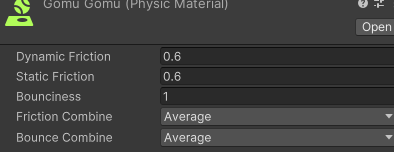 Gomu Gomu (Physic Material)
Open
Dynamic Friction 0.6
Static Friction 0.6
Bounciness 1
Friction Combine Average
Bounce Combine Average